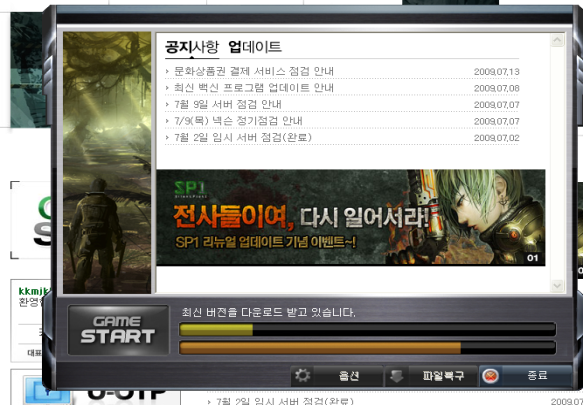 공지사항 업데이트
› 문화상품권 결제 서비스 점검 안내 2009,07,13
› 최신 백신 프로그램 업데이트 안내 2009,07,08
› 7월 9일 서버 점검 안내 2009,07,07
› 7/9(목) 넥슨 정기점검 안내 2009,07,07
› 7월 2일 임시 서버 점검(완료) 2009,07,02
SP1
전사들이여, 다시 일어서라!
SP1 리뉴얼 업데이트 기념 이벤트~!
01
GAME
START
최신 버전을 다운로드 받고 있습니다.
옵션 파일복구 종료
kkmjk
환영
대표
U-OTP
› 7월 2일 임시 서버 점검(완료) 2009,07